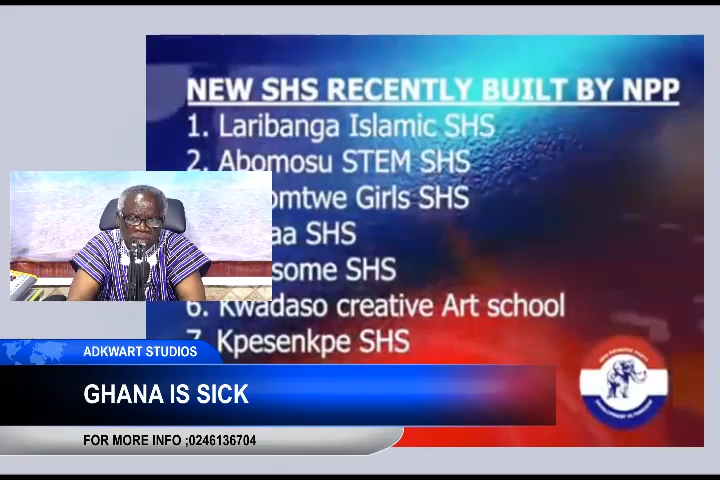 NEW SHS RECENTLY BUILT BY NPP
1. Laribanga Islamic SHS
2. Abomosu STEM SHS
Girls SHS
SHS
SHS
6. Kwadaso creative Art school
7. Kpesenkpe SHS
ADKWART STUDIOS
GHANA IS SICK
FOR MORE INFO ;0246136704